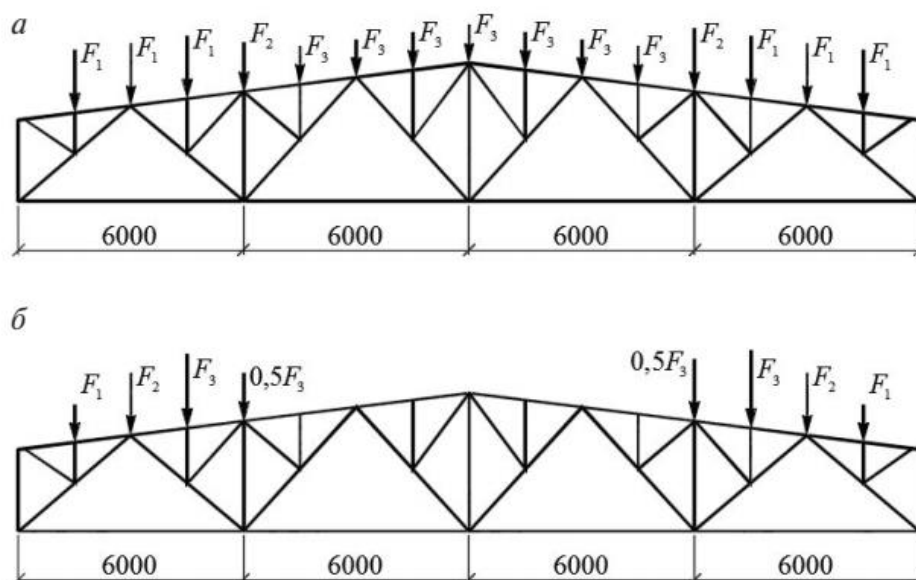 а
F₁ F₁ F₁ F₂ F₃ F₃ F₃ F₃ F₃ F₃ F₃ F₂ F₁ F₁ F₁
6000 6000 6000 6000
б
F₁ F₂ F₃ 0,5F₃ 0,5F₃ F₃ F₂ F₁
6000 6000 6000 6000